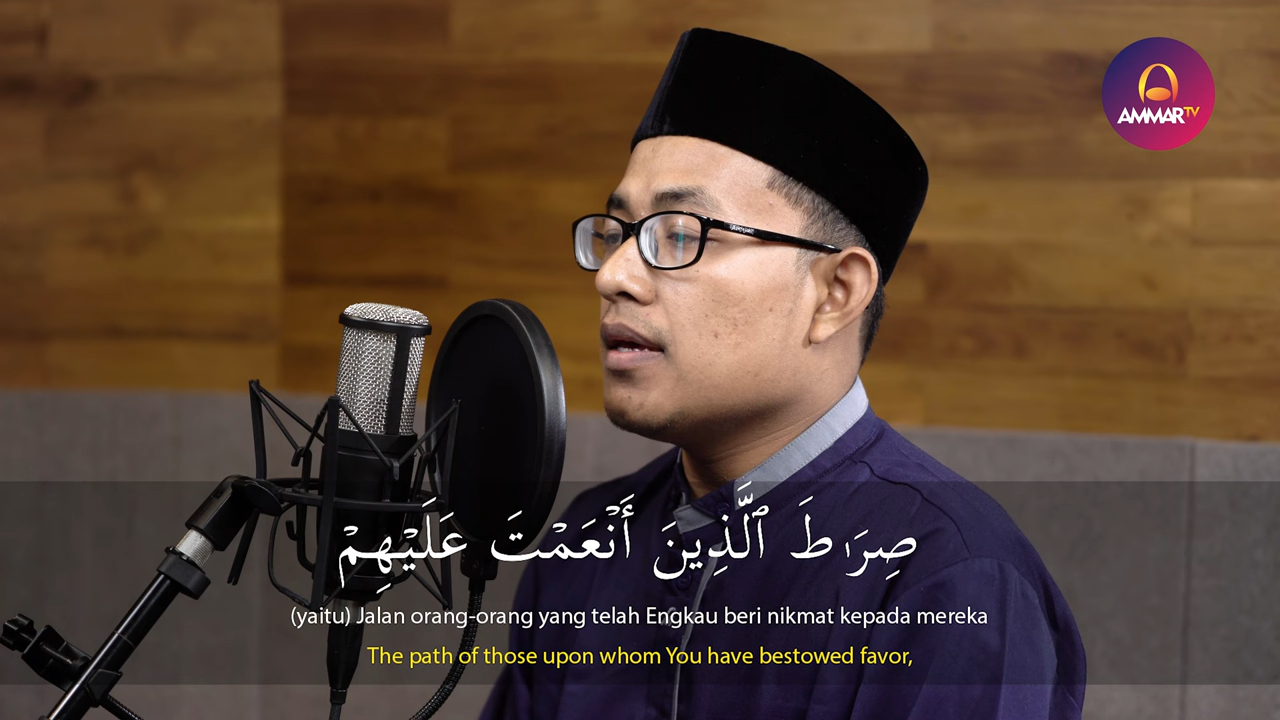 AMMARTV
صِرَٰطَ ٱلَّذِينَ أَنْعَمْتَ عَلَيْهِمْ
(yaitu) Jalan orang-orang yang telah Engkau beri nikmat kepada mereka
The path of those upon whom You have bestowed favor,